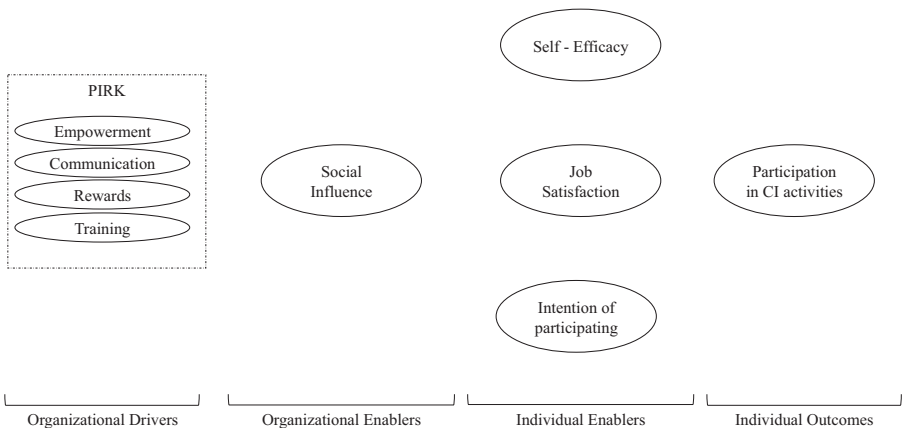 PIRK
Empowerment
Communication
Rewards
Training
Social
Influence
Self - Efficacy
Job
Satisfaction
Intention of
participating
Participation
in CI activities
Organizational Drivers
Organizational Enablers
Individual Enablers
Individual Outcomes